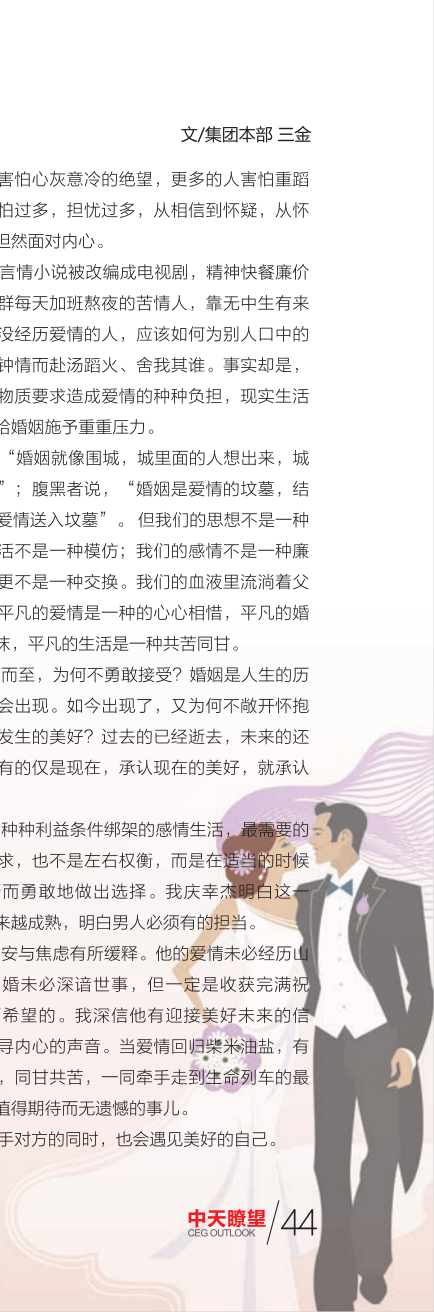 文/集团本部 三金
害怕心灰意冷的绝望，更多的人害怕重蹈
怕过多，担忧过多，从相信到怀疑，从怀
坦然面对内心。
言情小说被改编成电视剧，精神快餐廉价
群每天加班熬夜的苦情人，靠无中生有来
没经历爱情的人，应该如何为别人口中的
钟情而赴汤蹈火、舍我其谁。事实却是，
物质要求造成爱情的种种负担，现实生活
给婚姻施予重重压力。
“婚姻就像围城，城里面的人想出来，城
”；腹黑者说，“婚姻是爱情的坟墓，结
爱情送入坟墓”。但我们的思想不是一种
活不是一种模仿；我们的感情不是一种廉
更不是一种交换。我们的血液里流淌着父
平凡的爱情是一种的心心相惜，平凡的婚
沫，平凡的生活是一种共苦同甘。
而至，为何不勇敢接受？婚姻是人生的历
会出现。如今出现了，又为何不敞开怀抱
发生的美好？过去的已经逝去，未来的还
有的仅是现在，承认现在的美好，就承认
种种利益条件绑架的感情生活，最需要的
求，也不是左右权衡，而是在适当的时候
而勇敢地做出选择。我庆幸杰明白这一
来越成熟，明白男人必须有的担当。
安与焦虑有所缓释。他的爱情未必经历山
婚未必深谙世事，但一定是收获完满祝
希望的。我深信他有迎接美好未来的信
寻内心的声音。当爱情回归柴米油盐，有
，同甘共苦，一同牵手走到生命列车的最
值得期待而无遗憾的事儿。
手对方的同时，也会遇见美好的自己。
中天瞭望
CEG OUTLOOK
44